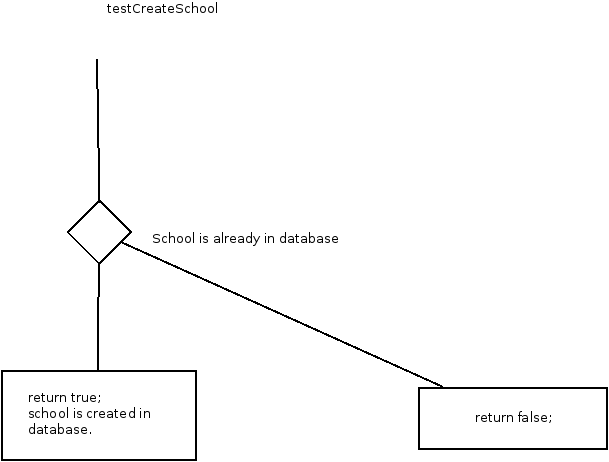 testCreateSchool
School is already in database
return true;
school is created in
database.
return false;